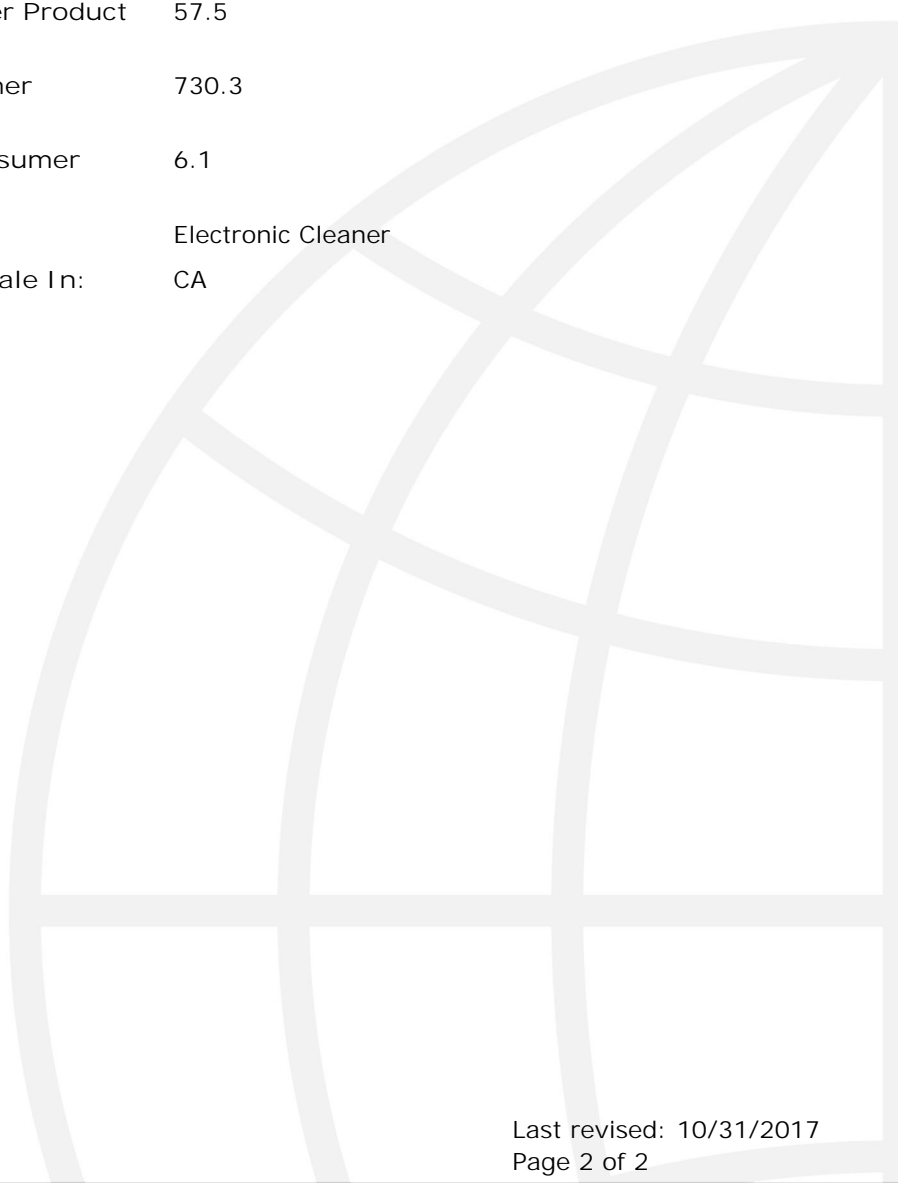 er Product 57.5
ner 730.3
sumer 6.1
Electronic Cleaner
ale In: CA
Last revised: 10/31/2017
Page 2 of 2